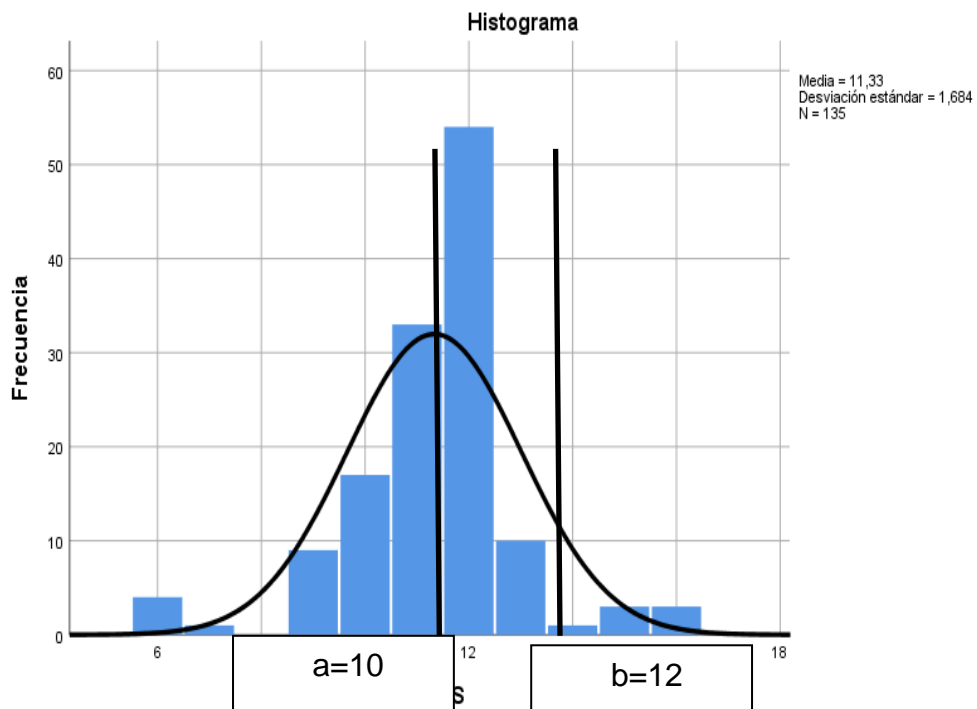 Histograma
Media = 11,33
Desviación estándar = 1,684
N = 135
Frecuencia
60
50
40
30
20
10
0
6
12
18
a=10
b=12
s